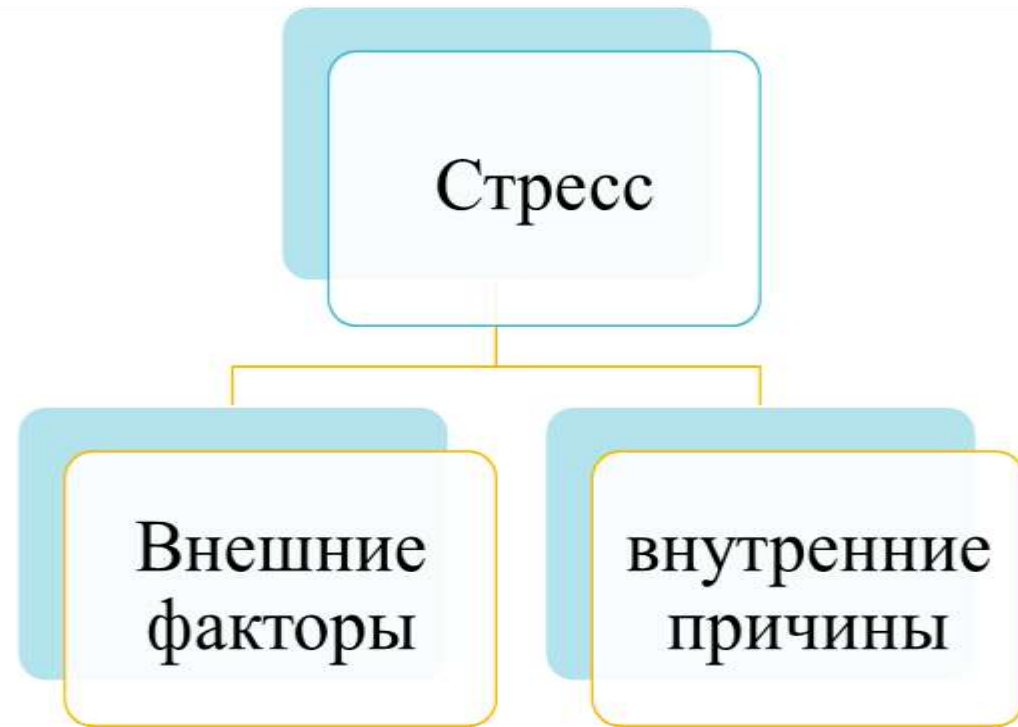 Стресс
Внешние
факторы
внутренние
причины